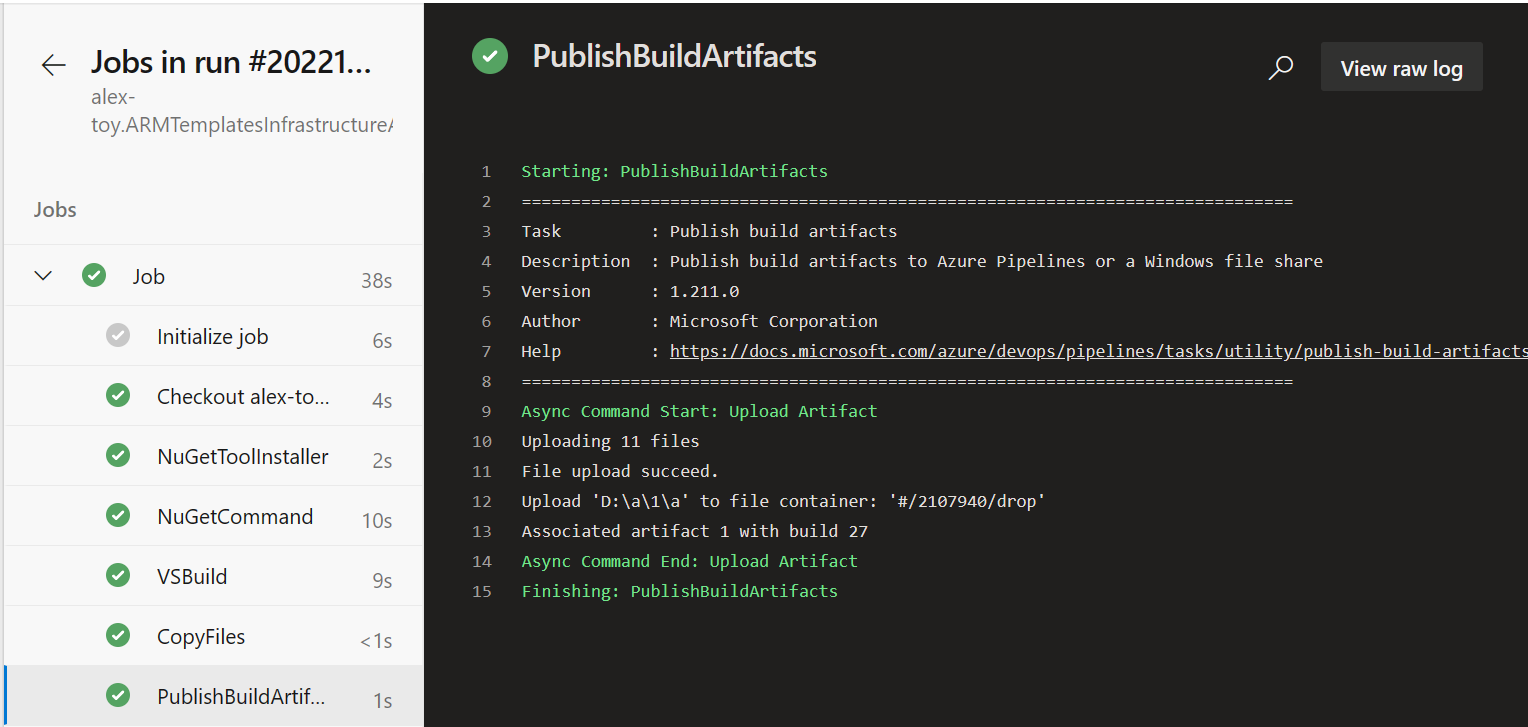 Jobs in run #20221...
alex-
toy.ARMTemplatesInfrastructureA
Jobs
Job 38s
Initialize job 6s
Checkout alex-to... 4s
NuGetToolInstaller 2s
NuGetCommand 10s
VSBuild 9s
CopyFiles <1s
PublishBuildArtif... 1s
PublishBuildArtifacts
View raw log
1 Starting: PublishBuildArtifacts
2 ==============================================================================
3 Task : Publish build artifacts
4 Description : Publish build artifacts to Azure Pipelines or a Windows file share
5 Version : 1.211.0
6 Author : Microsoft Corporation
7 Help : https://docs.microsoft.com/azure/devops/pipelines/tasks/utility/publish-build-artifacts
8 ==============================================================================
9 Async Command Start: Upload Artifact
10 Uploading 11 files
11 File upload succeed.
12 Upload 'D:\a\1\a' to file container: '#/2107940/drop'
13 Associated artifact 1 with build 27
14 Async Command End: Upload Artifact
15 Finishing: PublishBuildArtifacts